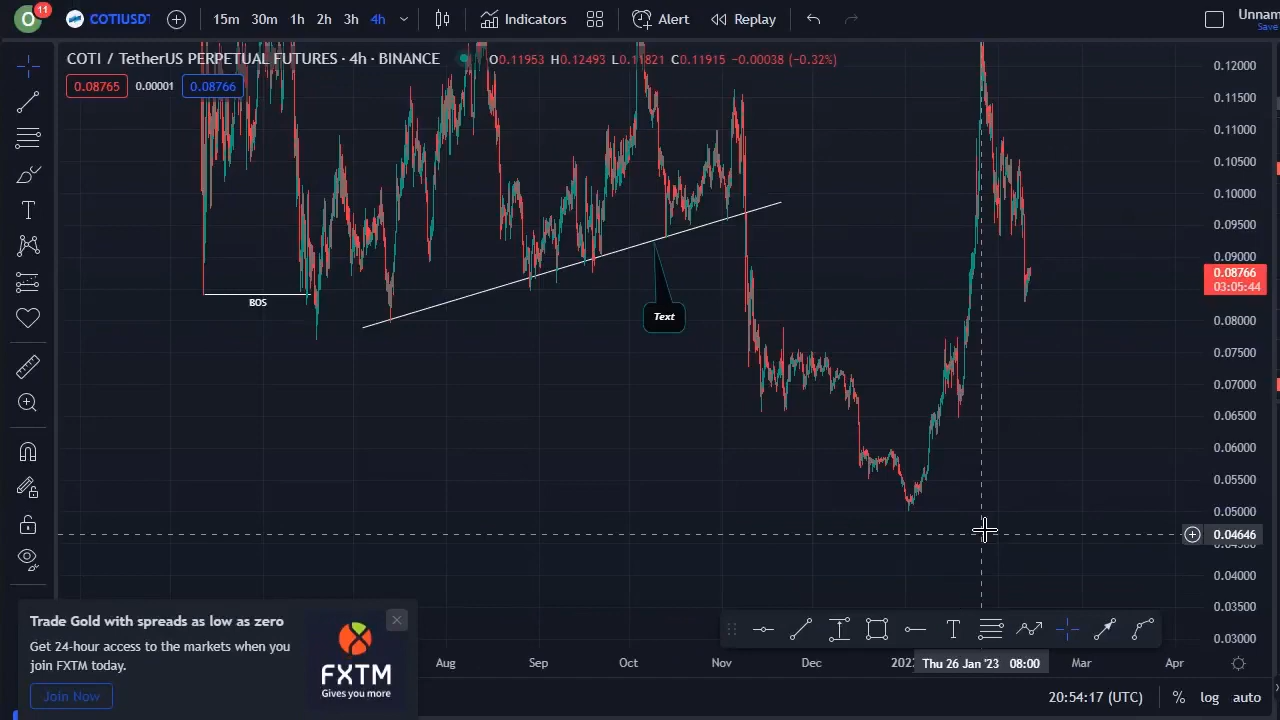 O 11 COTIUSDT 15m 30m 1h 2h 3h 4h Indicators Alert Replay Unnam
Save
COTI / TetherUS PERPETUAL FUTURES · 4h · BINANCE O0.11953 H0.12493 L0.11821 C0.11915 −0.00038 (−0.32%)
0.08765 0.00001 0.08766
0.12000
0.11500
0.11000
0.10500
0.10000
0.09500
0.09000
0.08766
03:05:44
BOS
Text
0.08000
0.07500
0.07000
0.06500
0.06000
0.05500
0.05000
0.04646
0.04000
0.03500
0.03000
Trade Gold with spreads as low as zero
Get 24-hour access to the markets when you
join FXTM today.
Join Now
FXTM
Gives you more
Aug Sep Oct Nov Dec Thu 26 Jan '23 08:00 Mar Apr
20:54:17 (UTC) % log auto